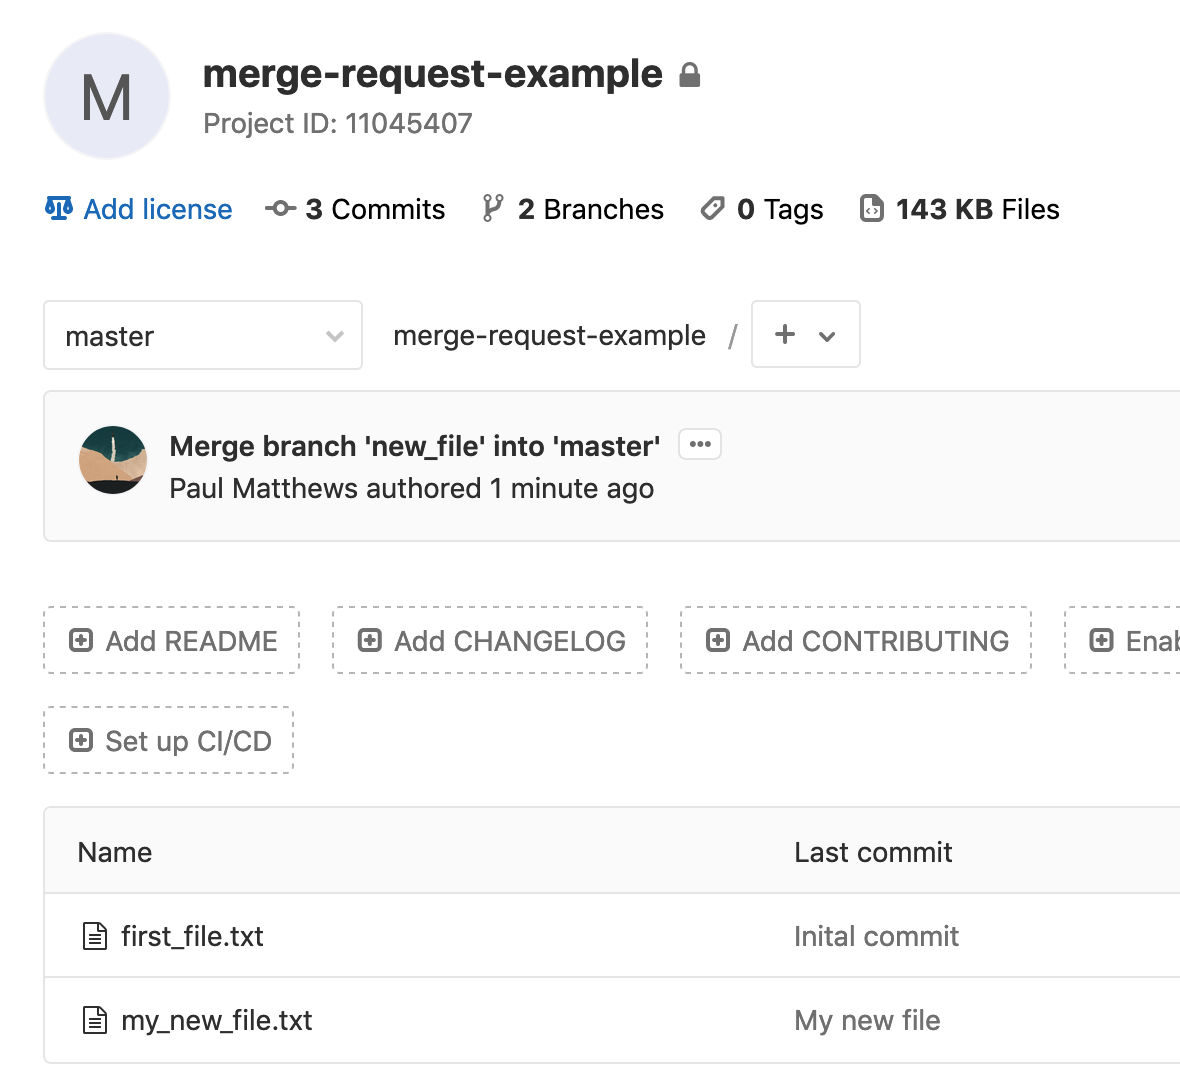 M
merge-request-example
Project ID: 11045407
Add license 3 Commits 2 Branches 0 Tags 143 KB Files
master merge-request-example / +
Merge branch 'new_file' into 'master' ...
Paul Matthews authored 1 minute ago
Add README Add CHANGELOG Add CONTRIBUTING Enab
Set up CI/CD
Name Last commit
first_file.txt Inital commit
my_new_file.txt My new file